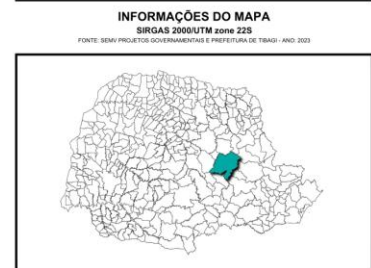 INFORMAÇÕES DO MAPA
SIRGAS 2000/UTM zone 22S
FONTE: SEMV PROJETOS GOVERNAMENTAIS E PREFEITURA DE TIBAGI - ANO: 2023